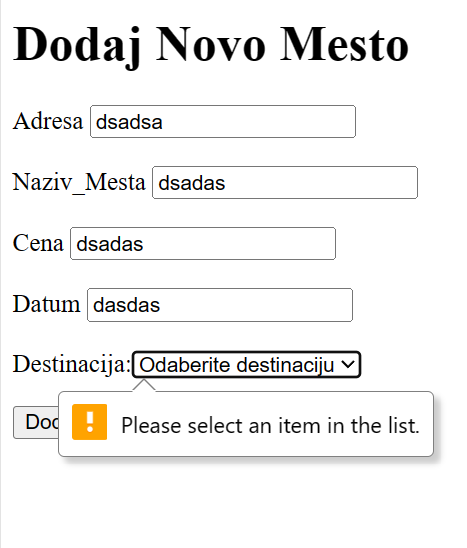 Dodaj Novo Mesto
Adresa dsadsa
Naziv_Mesta dsadas
Cena dsadas
Datum dasdas
Destinacija: Odaberite destinaciju
Please select an item in the list.